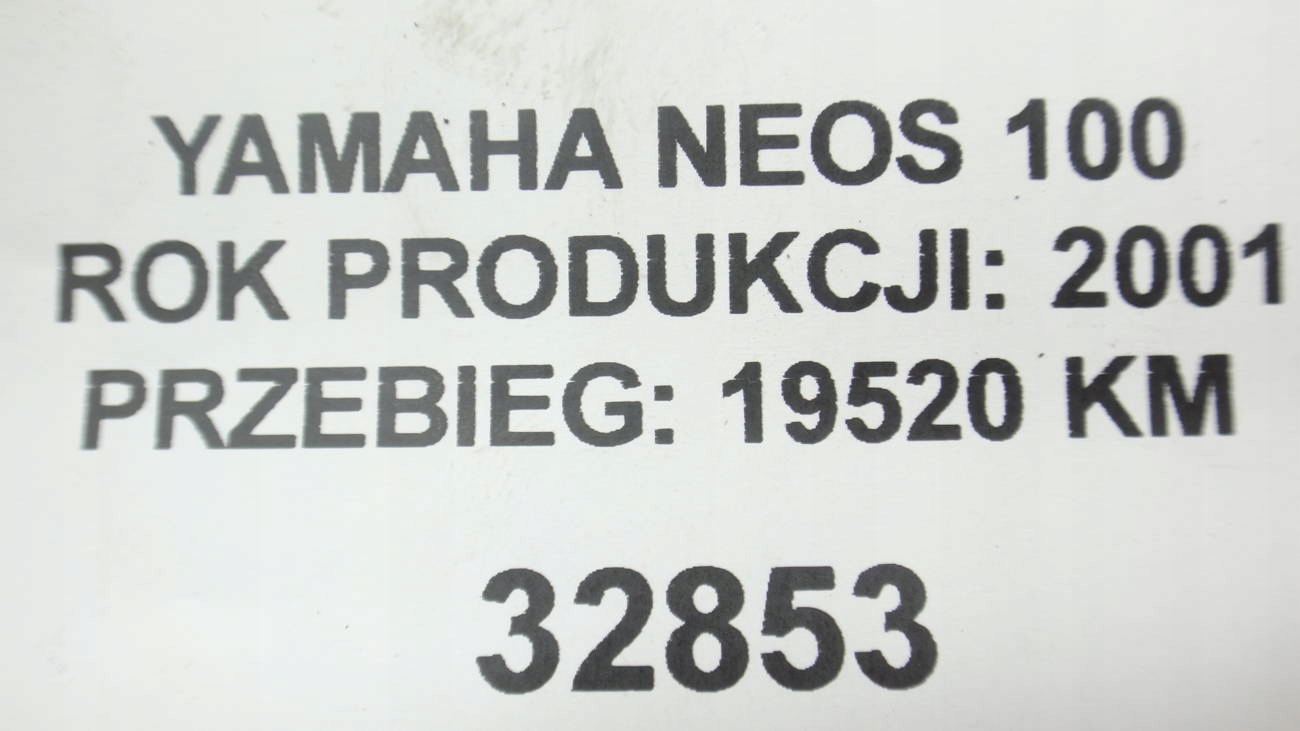 YAMAHA NEOS 100
ROK PRODUKCJI: 2001
PRZEBIEG: 19520 KM
32853